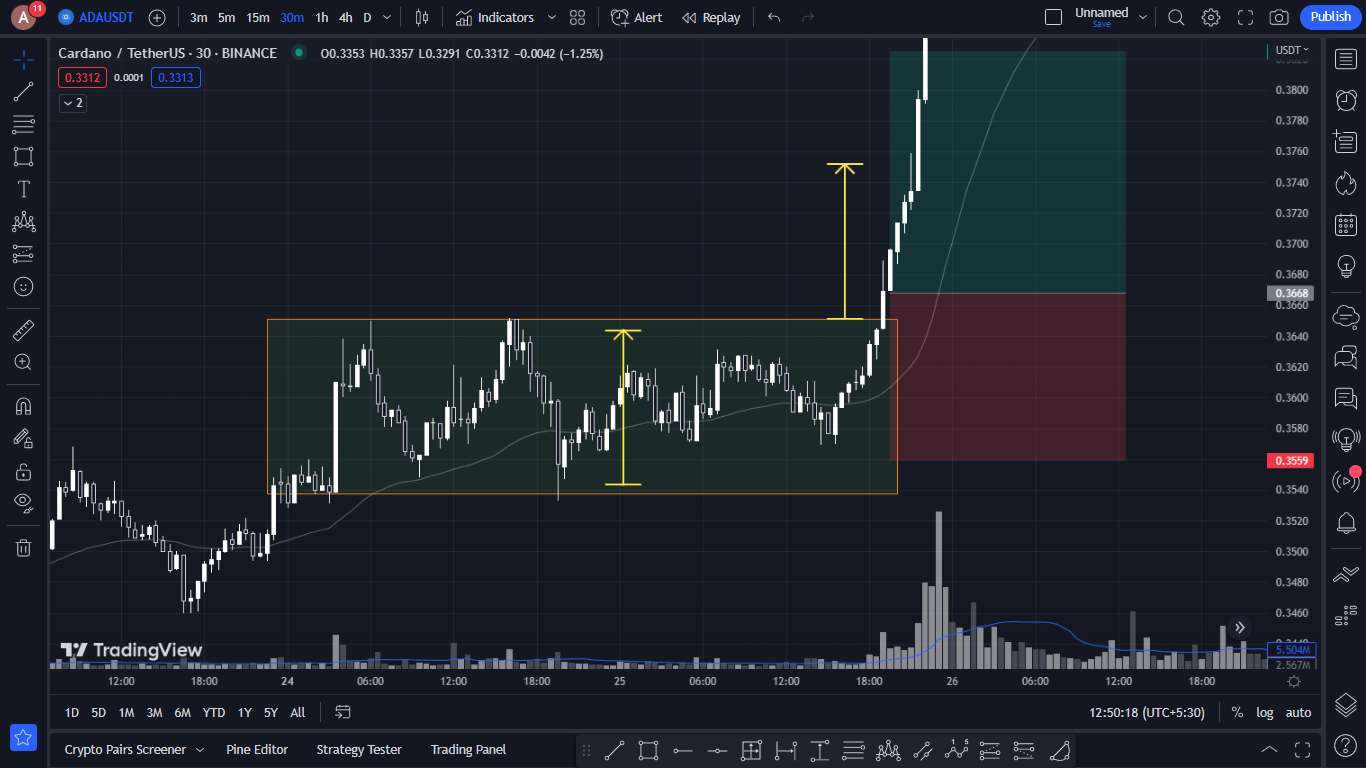 A 11 ADAUSDT 3m 5m 15m 30m 1h 4h D Indicators Alert Replay Unnamed Save Publish
Cardano / TetherUS · 30 · BINANCE O0.3353 H0.3357 L0.3291 C0.3312 −0.0042 (−1.25%)
USDT
0.3312 0.0001 0.3313
2
0.3800
0.3780
0.3760
0.3740
0.3720
0.3700
0.3680
0.3668
0.3660
0.3640
0.3620
0.3600
0.3580
0.3559
0.3540
0.3520
0.3500
0.3480
0.3460
TradingView
5.504M
2.567M
12:00 18:00 24 06:00 12:00 18:00 25 06:00 12:00 18:00 26 06:00 12:00 18:00
1D 5D 1M 3M 6M YTD 1Y 5Y All 12:50:18 (UTC+5:30) % log auto
Crypto Pairs Screener Pine Editor Strategy Tester Trading Panel